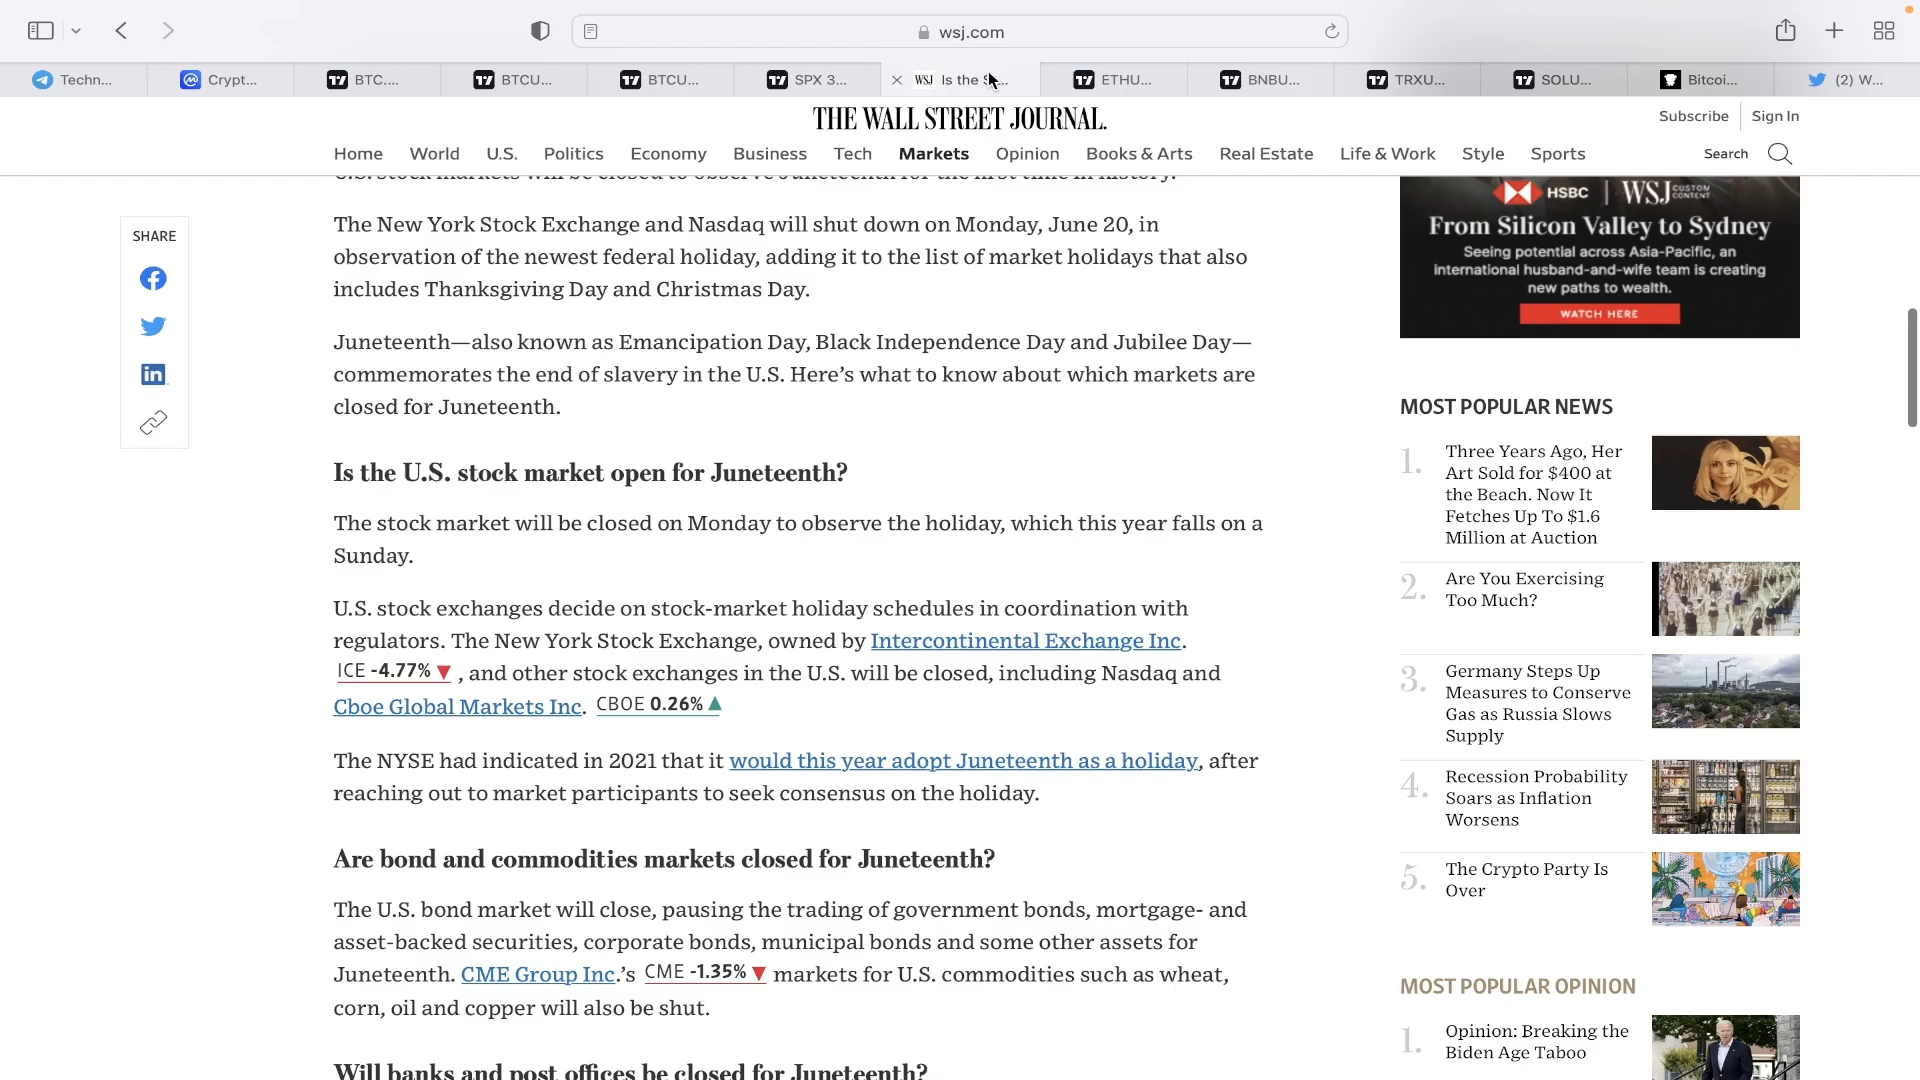 wsj.com
Techn...
Crypt...
BTC....
BTCU...
BTCU...
SPX 3...
WSJ Is the S...
ETHU...
BNBU...
TRXU...
SOLU...
Bitcoi...
(2) W...
THE WALL STREET JOURNAL.
Subscribe
Sign In
Home World U.S. Politics Economy Business Tech Markets Opinion Books & Arts Real Estate Life & Work Style Sports
Search
SHARE
U.S. stock markets will be closed to observe Juneteenth for the first time in history.
The New York Stock Exchange and Nasdaq will shut down on Monday, June 20, in
observation of the newest federal holiday, adding it to the list of market holidays that also
includes Thanksgiving Day and Christmas Day.
Juneteenth—also known as Emancipation Day, Black Independence Day and Jubilee Day—
commemorates the end of slavery in the U.S. Here’s what to know about which markets are
closed for Juneteenth.
Is the U.S. stock market open for Juneteenth?
The stock market will be closed on Monday to observe the holiday, which this year falls on a
Sunday.
U.S. stock exchanges decide on stock-market holiday schedules in coordination with
regulators. The New York Stock Exchange, owned by Intercontinental Exchange Inc.
ICE -4.77% ▼ , and other stock exchanges in the U.S. will be closed, including Nasdaq and
Cboe Global Markets Inc. CBOE 0.26% ▲
The NYSE had indicated in 2021 that it would this year adopt Juneteenth as a holiday, after
reaching out to market participants to seek consensus on the holiday.
Are bond and commodities markets closed for Juneteenth?
The U.S. bond market will close, pausing the trading of government bonds, mortgage- and
asset-backed securities, corporate bonds, municipal bonds and some other assets for
Juneteenth. CME Group Inc.’s CME -1.35% ▼ markets for U.S. commodities such as wheat,
corn, oil and copper will also be shut.
Will banks and post offices be closed for Juneteenth?
HSBC | WSJ CUSTOM CONTENT
From Silicon Valley to Sydney
Seeing potential across Asia-Pacific, an
international husband-and-wife team is creating
new paths to wealth.
WATCH HERE
MOST POPULAR NEWS
1. Three Years Ago, Her
Art Sold for $400 at
the Beach. Now It
Fetches Up To $1.6
Million at Auction
2. Are You Exercising
Too Much?
3. Germany Steps Up
Measures to Conserve
Gas as Russia Slows
Supply
4. Recession Probability
Soars as Inflation
Worsens
5. The Crypto Party Is
Over
MOST POPULAR OPINION
1. Opinion: Breaking the
Biden Age Taboo